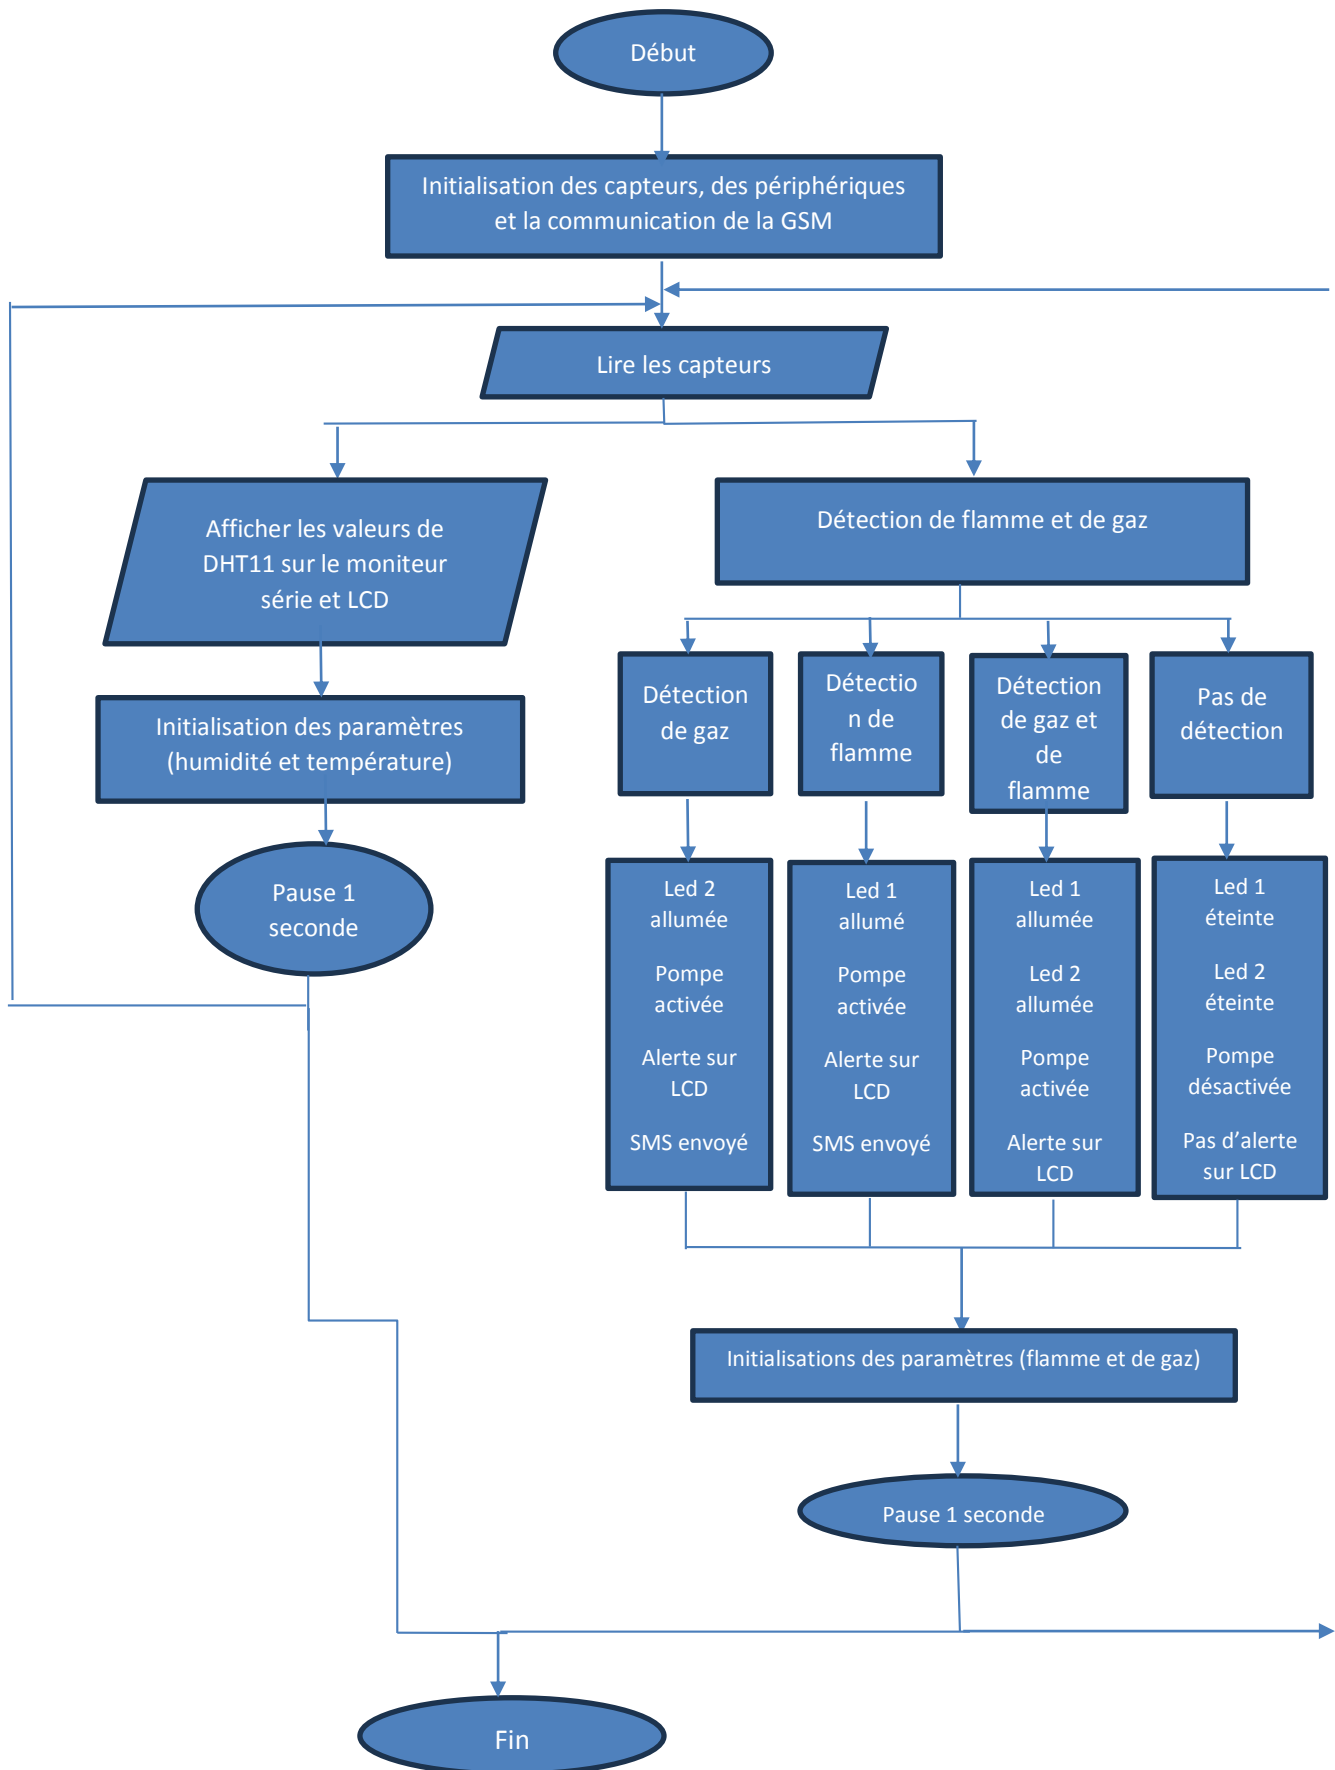 Début
Initialisation des capteurs, des périphériques
et la communication de la GSM
Lire les capteurs
Afficher les valeurs de
DHT11 sur le moniteur
série et LCD
Détection de flamme et de gaz
Initialisation des paramètres
(humidité et température)
Pause 1
seconde
Détection
de gaz
Détectio
n de
flamme
Détection
de gaz et
de
flamme
Pas de
détection
Led 2
allumée
Pompe
activée
Alerte sur
LCD
SMS envoyé
Led 1
allumé
Pompe
activée
Alerte sur
LCD
SMS envoyé
Led 1
allumée
Led 2
allumée
Pompe
activée
Alerte sur
LCD
Led 1
éteinte
Led 2
éteinte
Pompe
désactivée
Pas d’alerte
sur LCD
Initialisations des paramètres (flamme et de gaz)
Pause 1 seconde
Fin